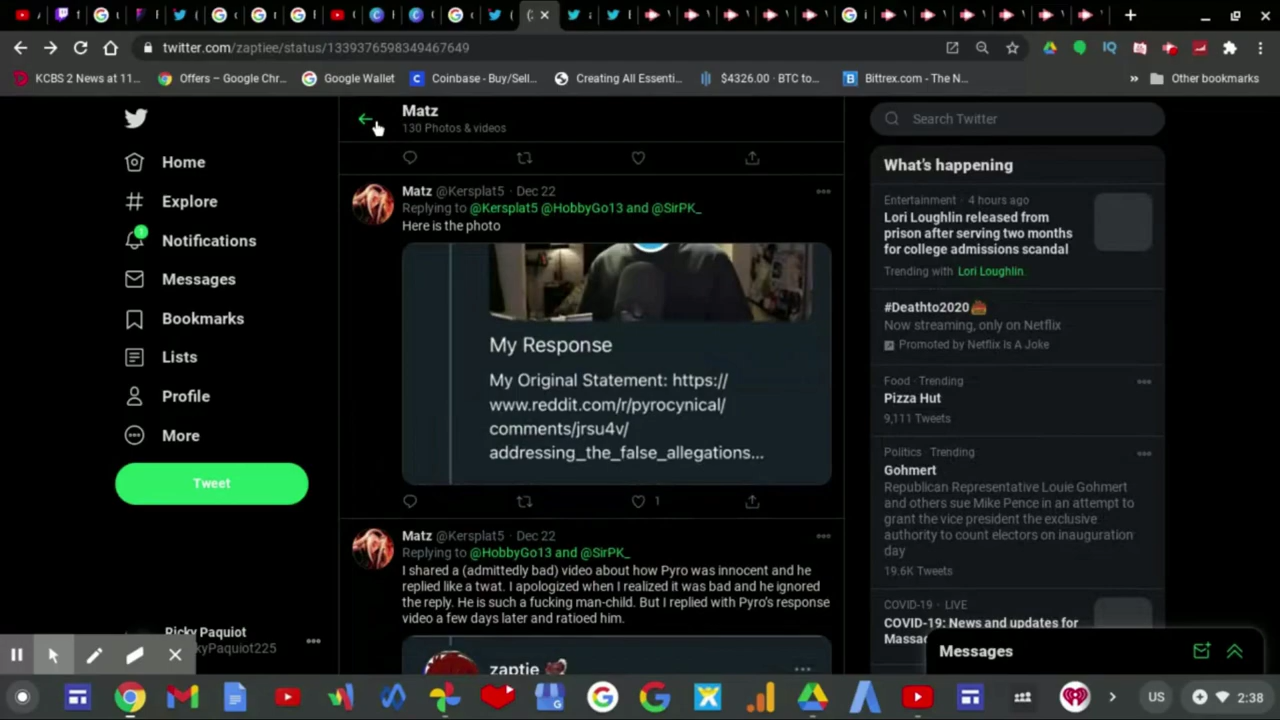 twitter.com/zaptiee/status/1339376598349467649
KCBS 2 News at 11...
Offers – Google Chr...
Google Wallet
Coinbase - Buy/Sell...
Creating All Essenti...
$4326.00 · BTC to...
Bittrex.com - The N...
»
Other bookmarks
Home
Explore
Notifications
Messages
Bookmarks
Lists
Profile
More
Tweet
Ricky Paquiot
kyPaquiot225
Matz
130 Photos & videos
Matz @Kersplat5 · Dec 22
Replying to @Kersplat5 @HobbyGo13 and @SirPK_
Here is the photo
My Response
My Original Statement: https://
www.reddit.com/r/pyrocynical/
comments/jrsu4v/
addressing_the_false_allegations...
1
Matz @Kersplat5 · Dec 22
Replying to @HobbyGo13 and @SirPK_
I shared a (admittedly bad) video about how Pyro was innocent and he
replied like a twat. I apologized when I realized it was bad and he ignored
the reply. He is such a fucking man-child. But I replied with Pyro's response
video a few days later and ratioed him.
zaptie
Search Twitter
What's happening
Entertainment · 4 hours ago
Lori Loughlin released from
prison after serving two months
for college admissions scandal
Trending with Lori Loughlin
#Deathto2020
Now streaming, only on Netflix
Promoted by Netflix Is A Joke
Food · Trending
Pizza Hut
9,111 Tweets
Politics · Trending
Gohmert
Republican Representative Louie Gohmert
and others sue Mike Pence in an attempt to
grant the vice president the exclusive
authority to count electors on inauguration
day
19.6K Tweets
COVID-19 · LIVE
COVID-19: News and updates for
Massa
Messages
US
2:38